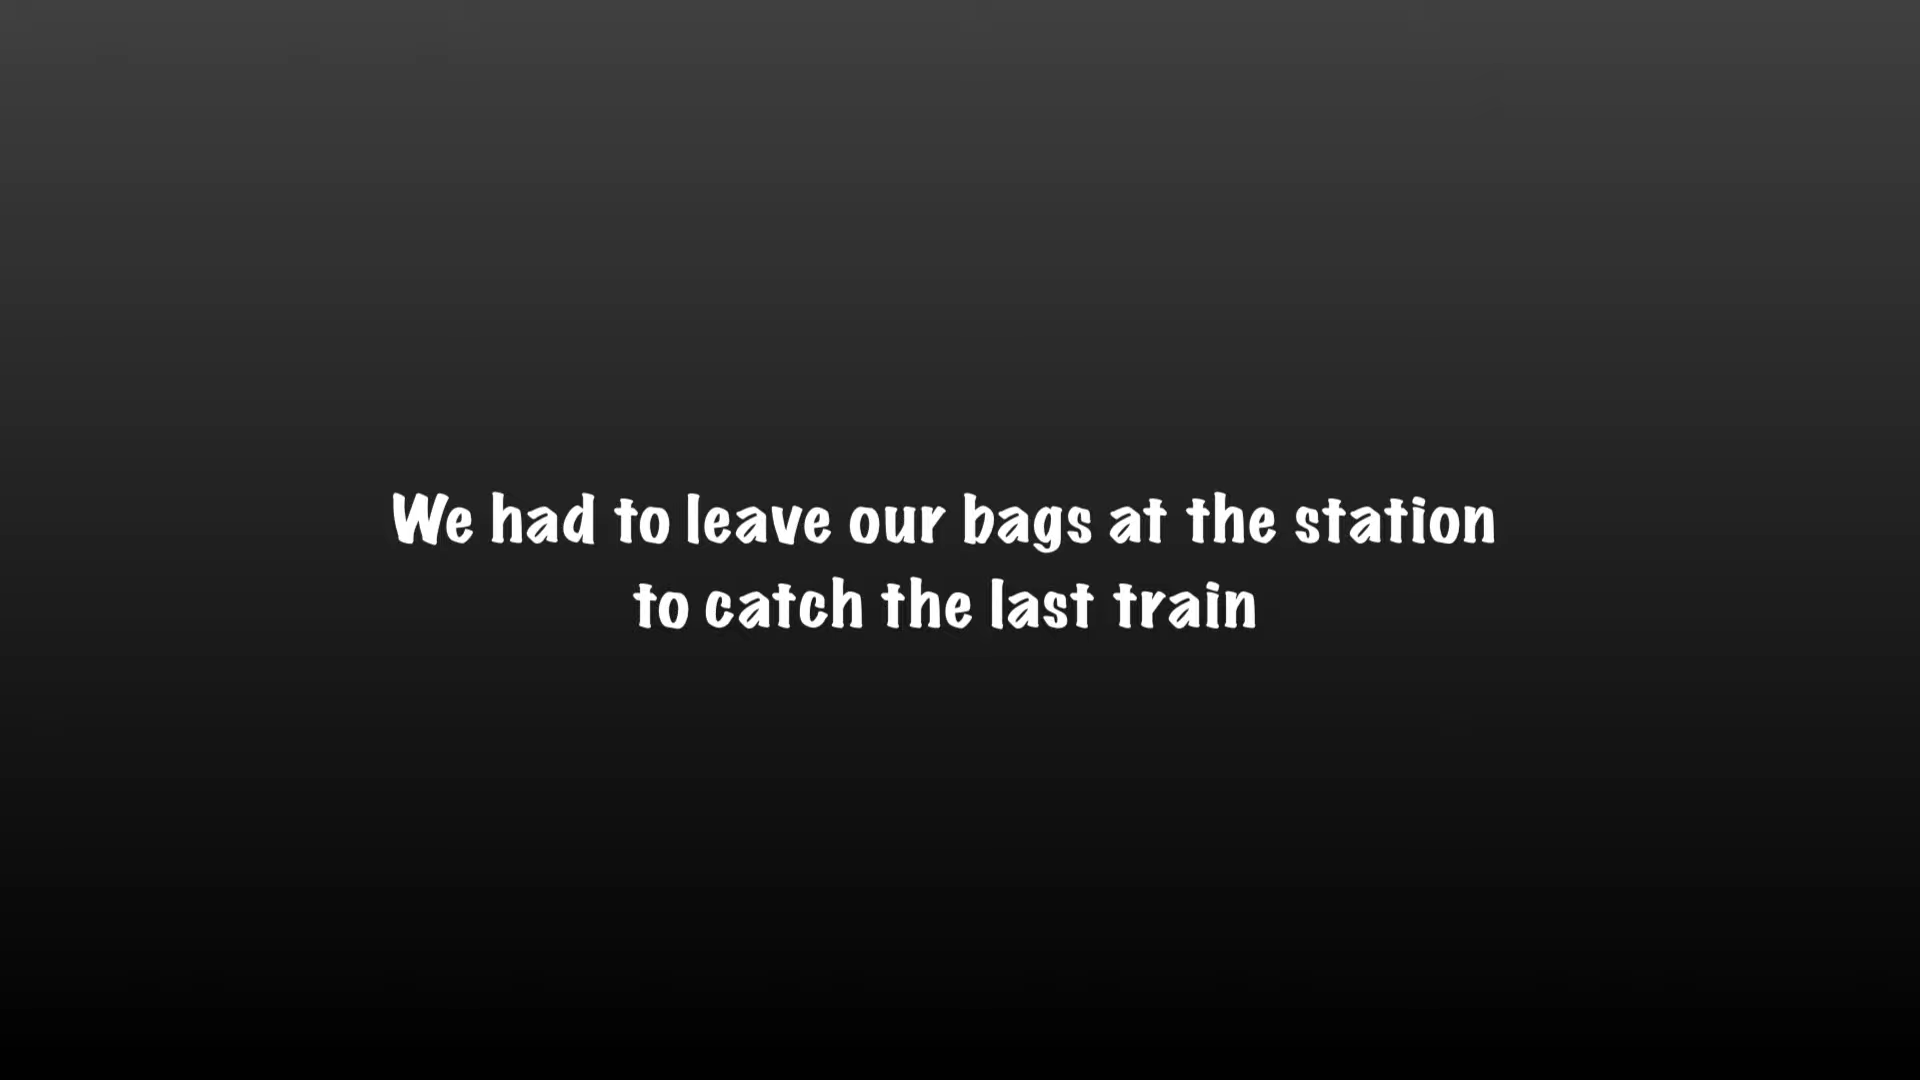 We had to leave our bags at the station
to catch the last train